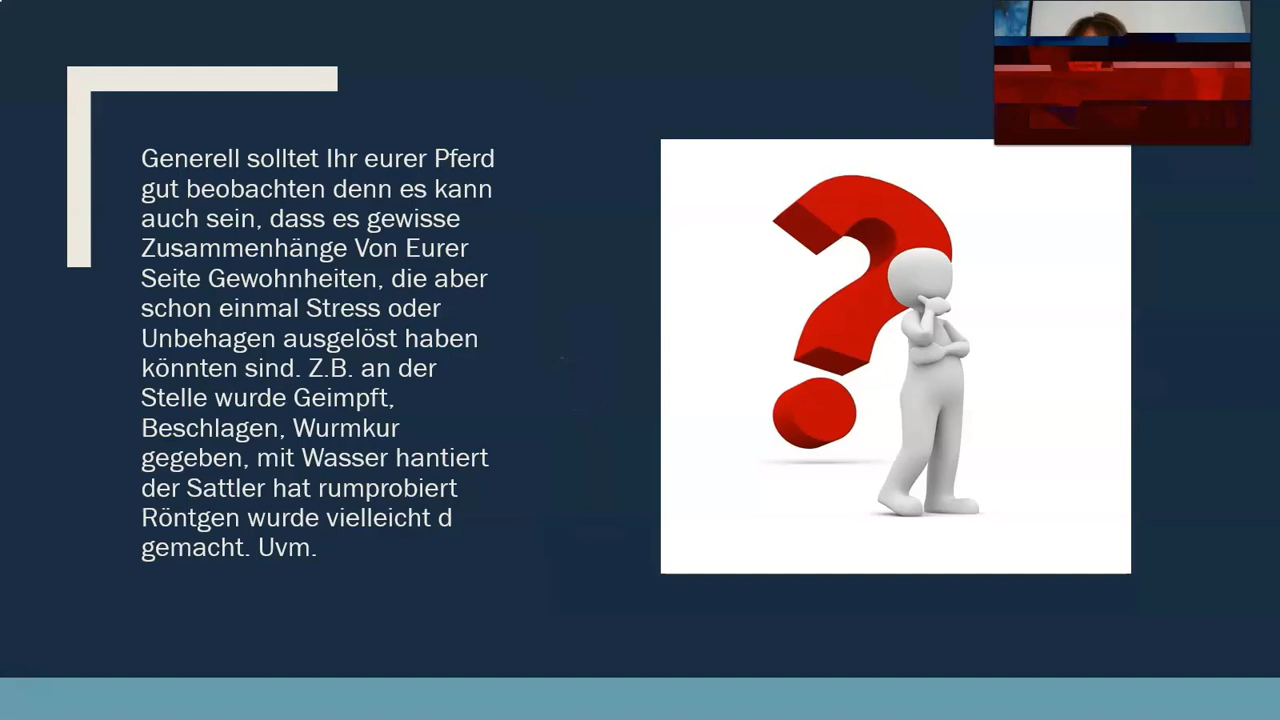 Generell solltet Ihr eurer Pferd
gut beobachten denn es kann
auch sein, dass es gewisse
Zusammenhänge Von Eurer
Seite Gewohnheiten, die aber
schon einmal Stress oder
Unbehagen ausgelöst haben
könnten sind. Z.B. an der
Stelle wurde Geimpft,
Beschlagen, Wurmkur
gegeben, mit Wasser hantiert
der Sattler hat rumprobiert
Röntgen wurde vielleicht d
gemacht. Uvm.